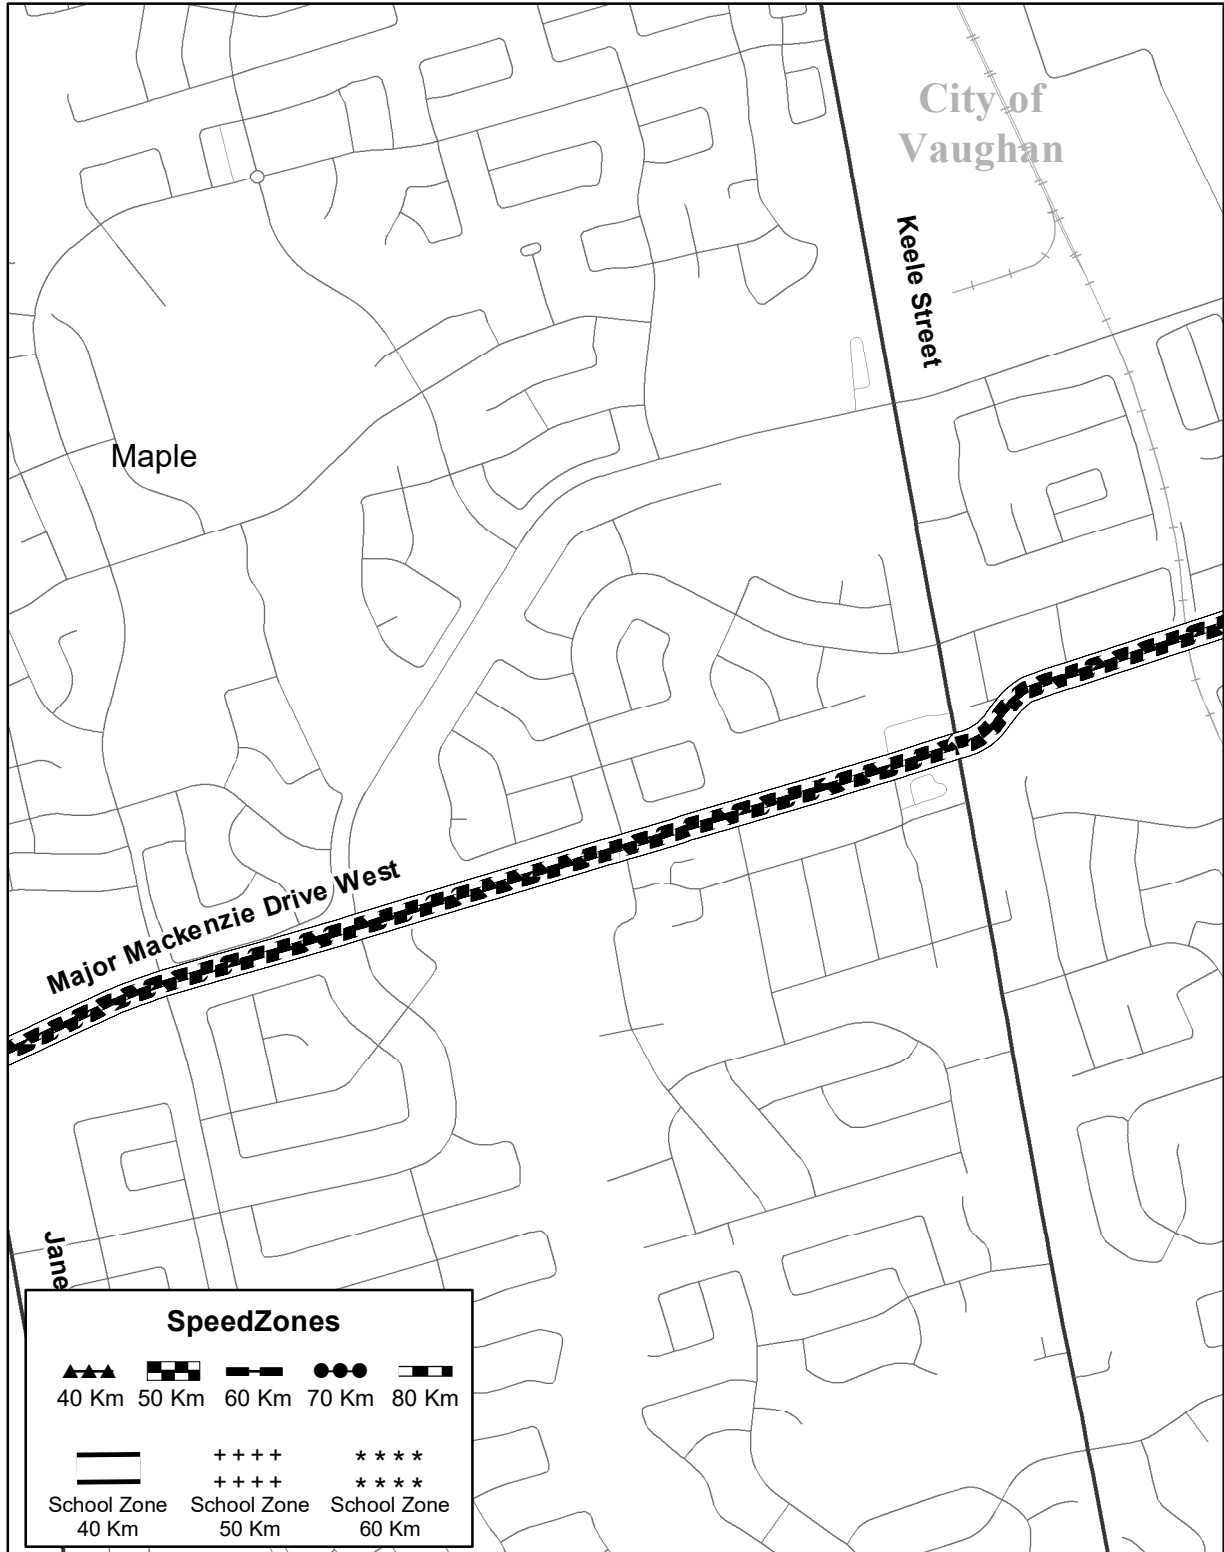 City of
Vaughan
Keele Street
Maple
Major Mackenzie Drive West
Jane
SpeedZones
40 Km 50 Km 60 Km 70 Km 80 Km
School Zone School Zone School Zone
40 Km 50 Km 60 Km